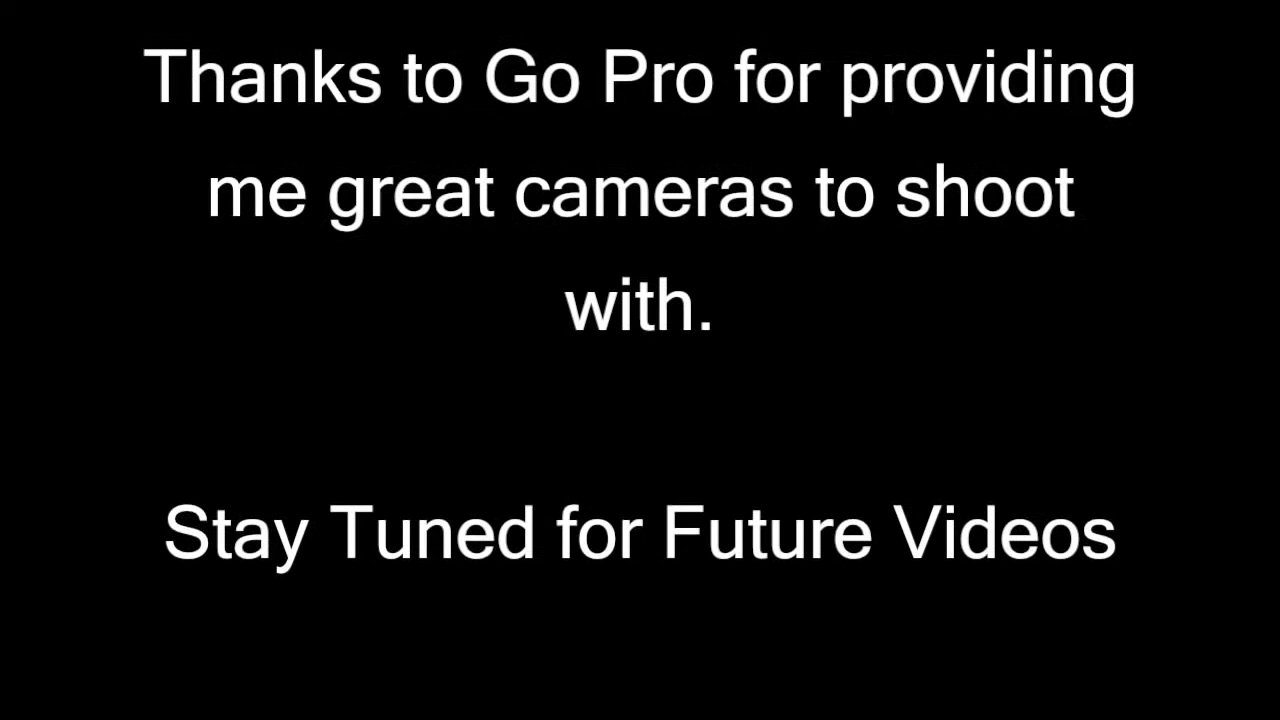 Thanks to Go Pro for providing
me great cameras to shoot
with.
Stay Tuned for Future Videos